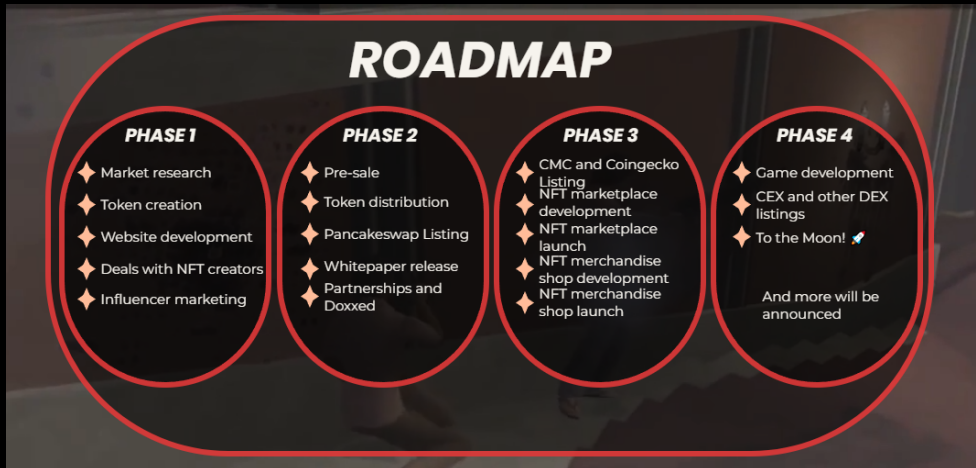 ROADMAP
PHASE 1
Market research
Token creation
Website development
Deals with NFT creators
Influencer marketing
PHASE 2
Pre-sale
Token distribution
Pancakeswap Listing
Whitepaper release
Partnerships and
Doxxed
PHASE 3
CMC and Coingecko
Listing
NFT marketplace
development
NFT marketplace
launch
NFT merchandise
shop development
NFT merchandise
shop launch
PHASE 4
Game development
CEX and other DEX
listings
To the Moon! 🚀
And more will be
announced